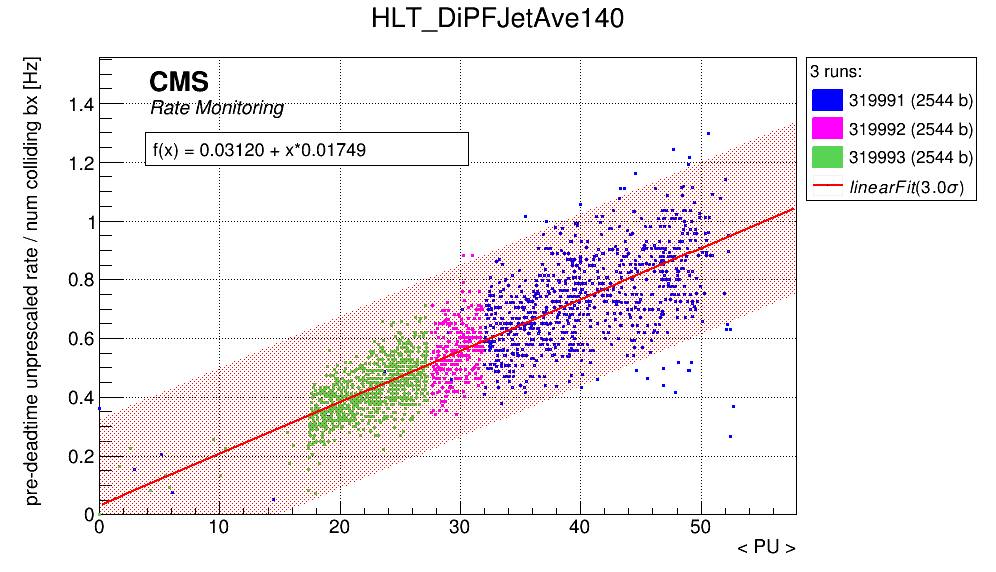 HLT_DiPFJetAve140
pre-deadtime unprescaled rate / num colliding bx [Hz]
CMS
Rate Monitoring
f(x) = 0.03120 + x*0.01749
1.4
1.2
1
0.8
0.6
0.4
0.2
0
0 10 20 30 40 50
< PU >
3 runs:
319991 (2544 b)
319992 (2544 b)
319993 (2544 b)
linearFit(3.0σ)